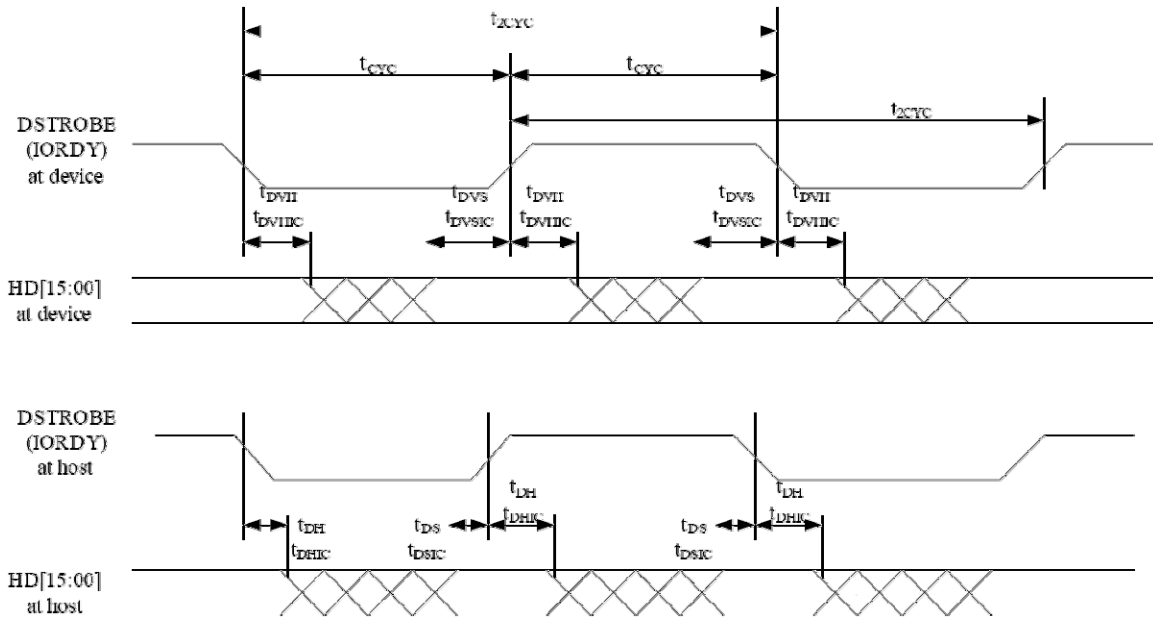 t2CYC
tCYC tCYC
t2CYC
DSTROBE
(IORDY)
at device
tDVH tDVS tDVH tDVS tDVH
tDVHIC tDVSIC tDVHIC tDVSIC tDVHIC
HD[15:00]
at device
DSTROBE
(IORDY)
at host
tDH tDH
tDHIC tDHIC
tDH tDS tDS
tDHIC tDSIC tDSIC
HD[15:00]
at host